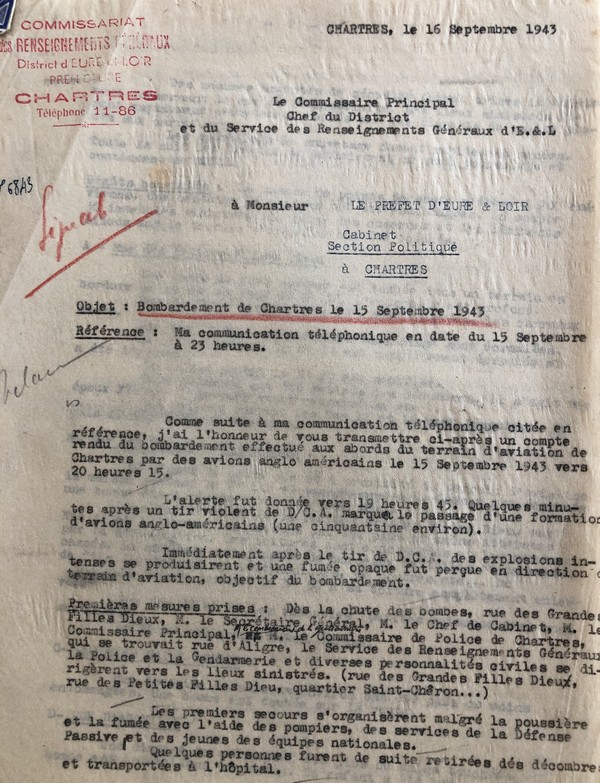 COMMISSARIAT
des RENSEIGNEMENTS GÉNÉRAUX
District d'EURE & LOIR
CHARTRES
Téléphone 11-86
CHARTRES, le 16 Septembre 1943
Le Commissaire Principal
Chef du District
et du Service des Renseignements Généraux d'E.&.L
6843
Signal
à Monsieur LE PREFET D'EURE & LOIR
Cabinet
Section Politique
à CHARTRES
Objet : Bombardement de Chartres le 15 Septembre 1943
Référence : Ma communication téléphonique en date du 15 Septembre
à 23 heures.
Comme suite à ma communication téléphonique citée en
référence, j'ai l'honneur de vous transmettre ci-après un compte
rendu du bombardement effectué aux abords du terrain d'aviation de
Chartres par des avions anglo américains le 15 Septembre 1943 vers
20 heures 15.
L'alerte fut donnée vers 19 heures 45. Quelques minu-
tes après un tir violent de D/C.A. marque le passage d'une formation
d'avions anglo-américains (une cinquantaine environ).
Immédiatement après le tir de D.C.A. des explosions in-
tenses se produisirent et une fumée opaque fut perçue en direction
terrain d'aviation, objectif du bombardement.
Premières mesures prises : Dès la chute des bombes, rue des Grandes
Filles Dieux, M. le Secrétaire Général, M. le Chef de Cabinet, M. le
Commissaire Principal, M. le Commissaire de Police de Chartres,
qui se trouvait rue d'Aligre, le Service des Renseignements Généraux
la Police et la Gendarmerie et diverses personnalités civiles se di-
rigèrent vers les lieux sinistrés. (rue des Grandes Filles Dieux,
rue des Petites Filles Dieu, quartier Saint-Chéron...)
Les premiers secours s'organisèrent malgré la poussière
et la fumée avec l'aide des pompiers, des services de la Défense
Passive et des jeunes des équipes nationales.
Quelques personnes furent de suite retirées dés décombres
et transportées à l'hôpital.